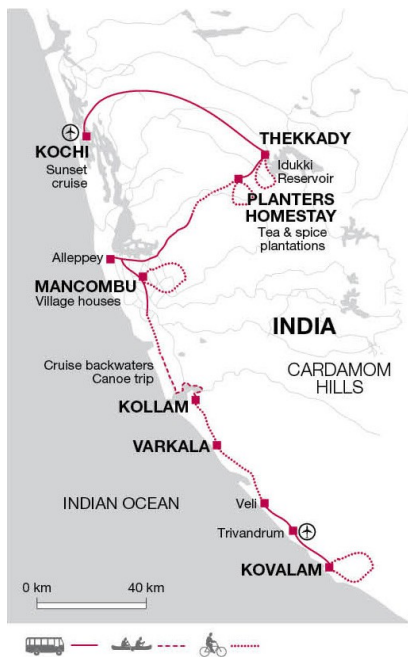 KOCHI
Sunset
cruise
THEKKADY
Idukki
Reservoir
PLANTERS
HOMESTAY
Tea & spice
plantations
Alleppey
MANCOMBU
Village houses
INDIA
CARDAMOM
HILLS
Cruise backwaters
Canoe trip
KOLLAM
VARKALA
INDIAN OCEAN
Veli
Trivandrum
KOVALAM
0 km
40 km